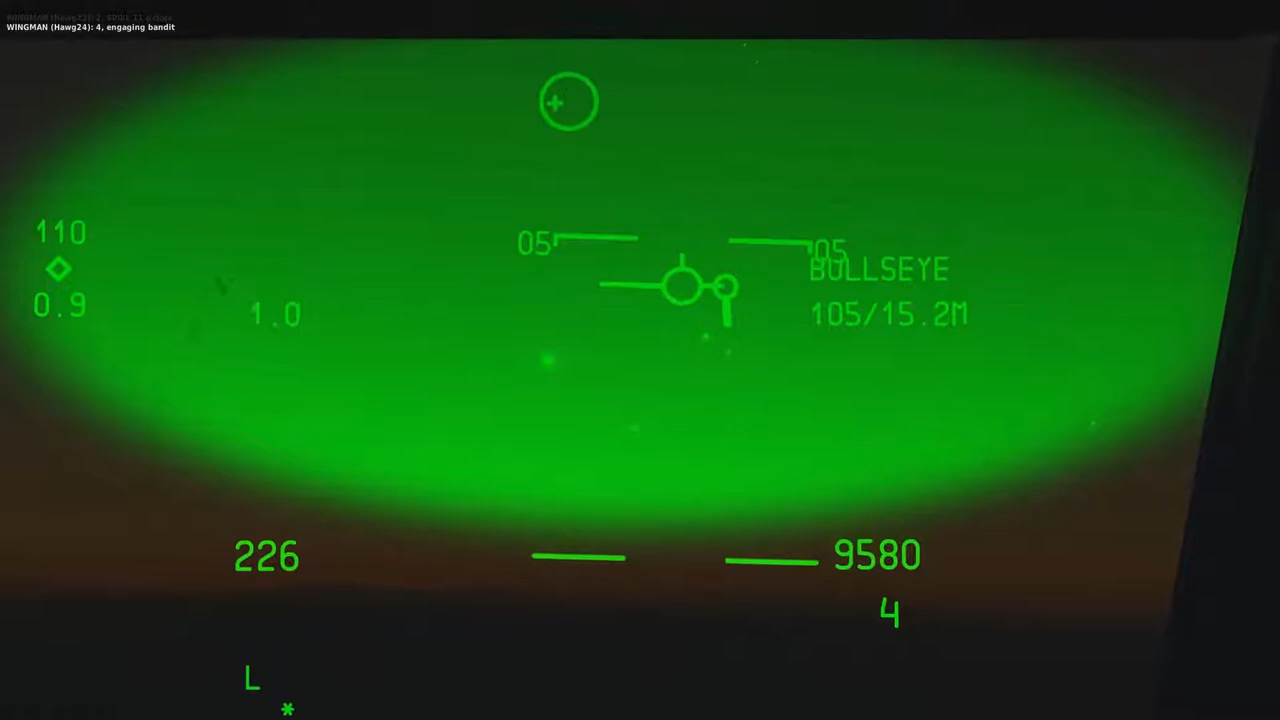 WINGMAN (Hawg24): 4, engaging bandit
110
05 05
BULLSEYE
0.9 1.0 105/15.2M
226 9580
4
L
*